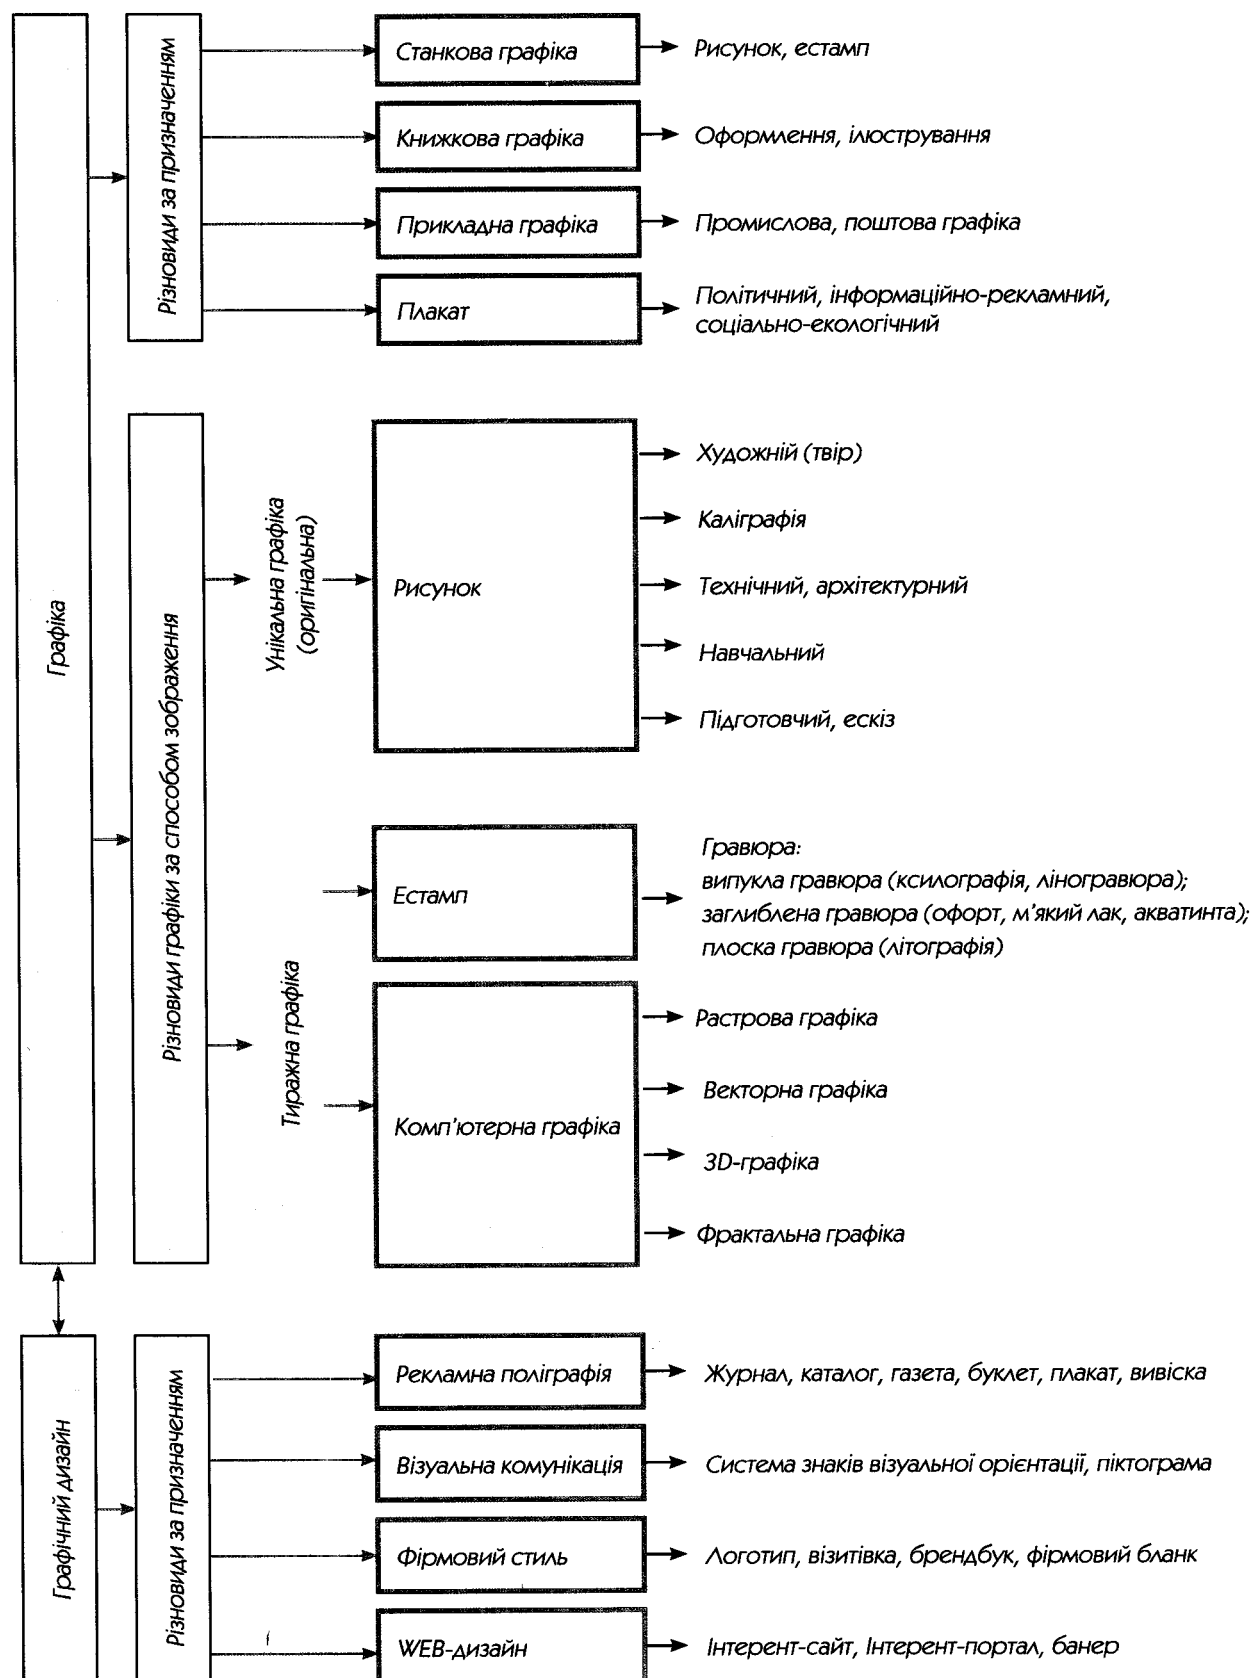 Графіка
Різновиди за призначенням
Станкова графіка
Рисунок, естамп
Книжкова графіка
Оформлення, ілюстрування
Прикладна графіка
Промислова, поштова графіка
Плакат
Політичний, інформаційно-рекламний,
соціально-екологічний
Різновиди графіки за способом зображення
Унікальна графіка
(оригінальна)
Рисунок
Художній (твір)
Каліграфія
Технічний, архітектурний
Навчальний
Підготовчий, ескіз
Тиражна графіка
Естамп
Гравюра:
випукла гравюра (ксилографія, ліногравюра);
заглиблена гравюра (офорт, м'який лак, акватинта);
плоска гравюра (літографія)
Комп'ютерна графіка
Растрова графіка
Векторна графіка
3D-графіка
Фрактальна графіка
Графічний дизайн
Різновиди за призначенням
Рекламна поліграфія
Журнал, каталог, газета, буклет, плакат, вивіска
Візуальна комунікація
Система знаків візуальної орієнтації, піктограма
Фірмовий стиль
Логотип, візитівка, брендбук, фірмовий бланк
WEB-дизайн
Інтерент-сайт, Інтерент-портал, банер